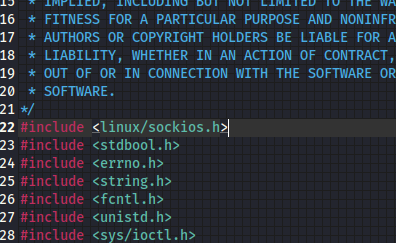 15 * IMPLIED, INCLUDING BUT NOT LIMITED TO THE WA
16 * FITNESS FOR A PARTICULAR PURPOSE AND NONINFR
17 * AUTHORS OR COPYRIGHT HOLDERS BE LIABLE FOR A
18 * LIABILITY, WHETHER IN AN ACTION OF CONTRACT,
19 * OUT OF OR IN CONNECTION WITH THE SOFTWARE OR
20 * SOFTWARE.
21 */
22 #include <linux/sockios.h>
23 #include <stdbool.h>
24 #include <errno.h>
25 #include <string.h>
26 #include <fcntl.h>
27 #include <unistd.h>
28 #include <sys/ioctl.h>